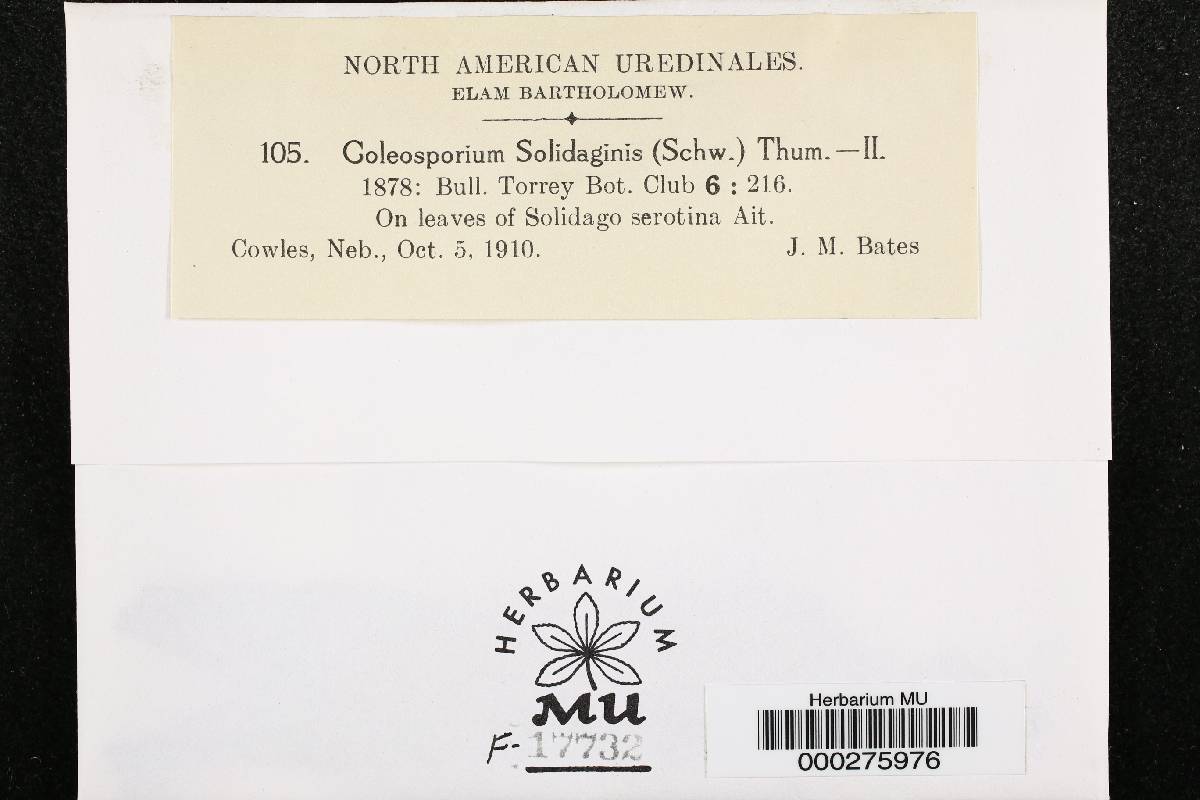 NORTH AMERICAN UREDINALES.
ELAM BARTHOLOMEW.
105. Coleosporium Solidaginis (Schw.) Thum.—II.
1878: Bull. Torrey Bot. Club 6 : 216.
On leaves of Solidago serotina Ait.
Cowles, Neb., Oct. 5, 1910. J. M. Bates
HERBARIUM
MU
F-17732
Herbarium MU
000275976